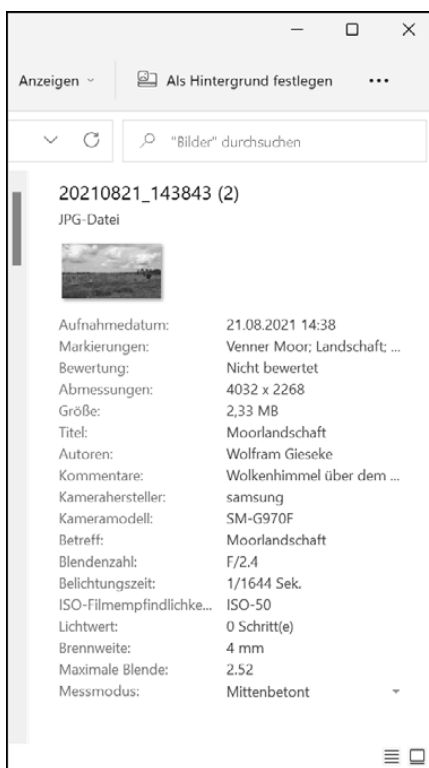 Anzeigen Als Hintergrund festlegen •••
"Bilder" durchsuchen
20210821_143843 (2)
JPG-Datei
Aufnahmedatum: 21.08.2021 14:38
Markierungen: Venner Moor; Landschaft; ...
Bewertung: Nicht bewertet
Abmessungen: 4032 x 2268
Größe: 2,33 MB
Titel: Moorlandschaft
Autoren: Wolfram Gieseke
Kommentare: Wolkenhimmel über dem ...
Kamerahersteller: samsung
Kameramodell: SM-G970F
Betreff: Moorlandschaft
Blendenzahl: F/2.4
Belichtungszeit: 1/1644 Sek.
ISO-Filmempfindlichke... ISO-50
Lichtwert: 0 Schritt(e)
Brennweite: 4 mm
Maximale Blende: 2.52
Messmodus: Mittenbetont